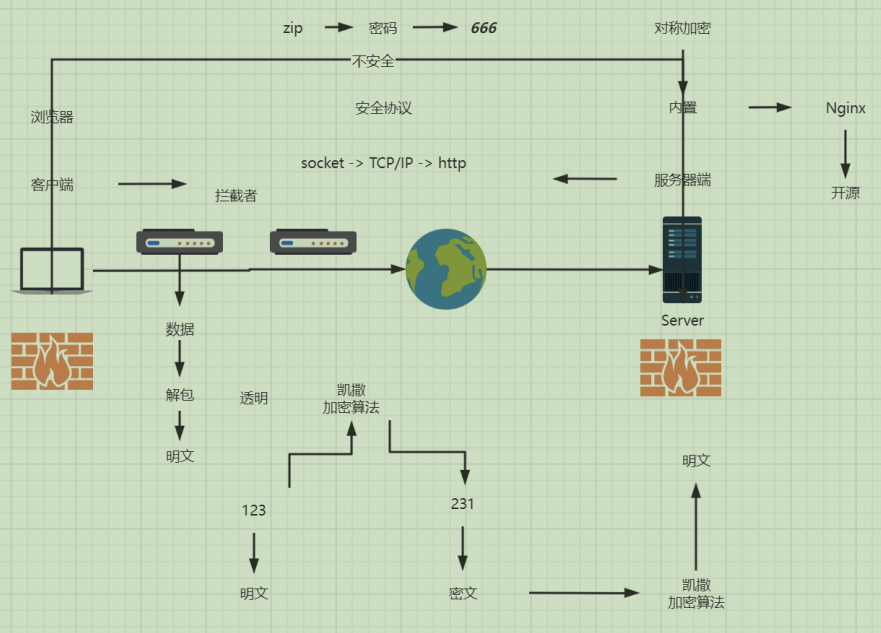 zip
密码
666
对称加密
不安全
浏览器
安全协议
内置
Nginx
socket -> TCP/IP -> http
客户端
拦截者
服务器端
开源
Server
数据
解包
透明
凯撒
加密算法
明文
明文
123
231
明文
密文
凯撒
加密算法